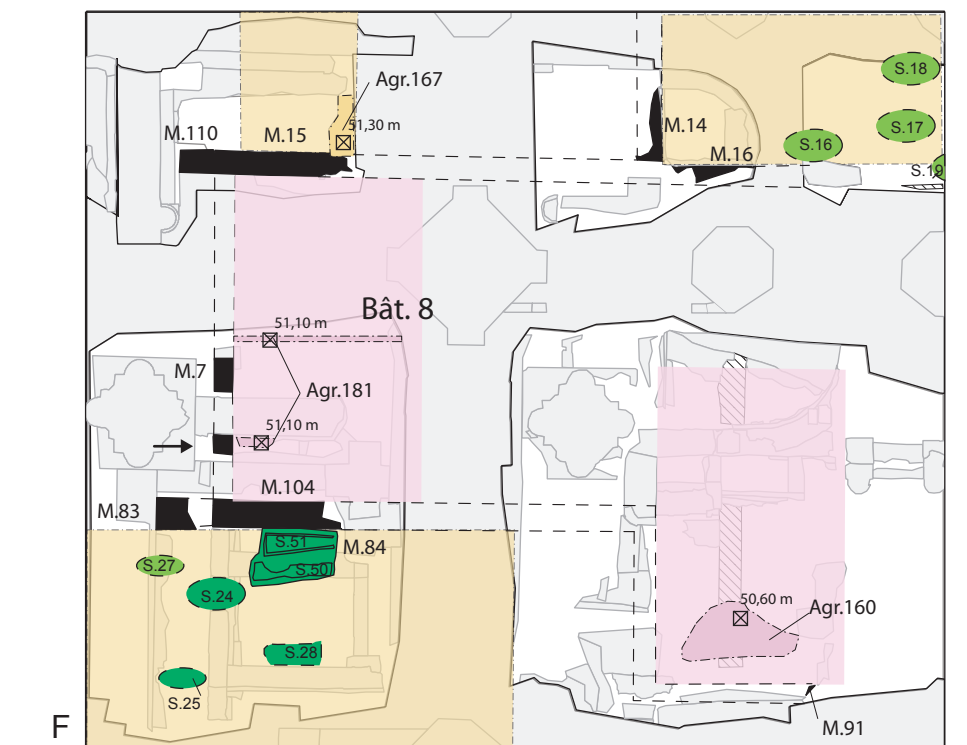 S.18
Agr.167
51,30 m
M.110
M.15
M.14
S.17
S.16
M.16
S.19
Bât. 8
51,10 m
M.7
Agr.181
51,10 m
M.104
M.83
S.51
M.84
S.27
S.50
S.24
50,60 m
Agr.160
S.28
S.25
F
M.91